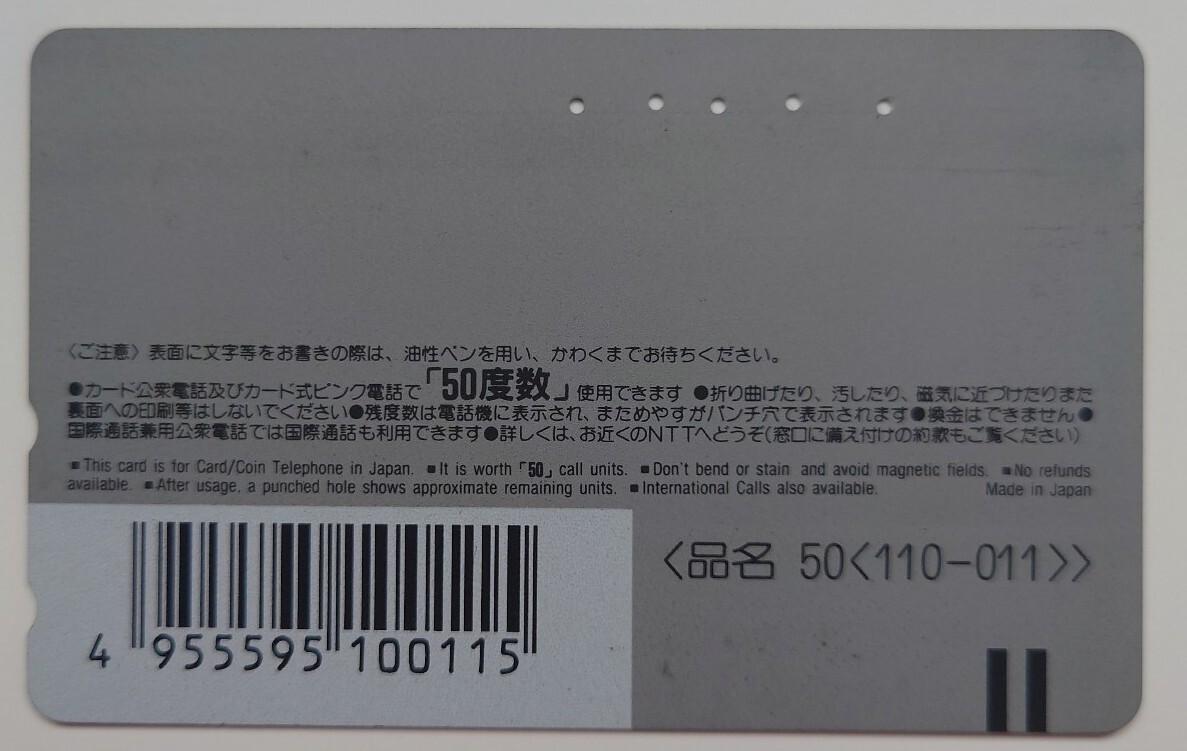 〈ご注意〉表面に文字等をお書きの際は、油性ペンを用い、かわくまでお待ちください。
●カード公衆電話及びカード式ピンク電話で「50度数」使用できます ●折り曲げたり、汚したり、磁気に近づけたりまた
裏面への印刷等はしないでください●残度数は電話機に表示され、まためやすがパンチ穴で表示されます●換金はできません●
国際通話兼用公衆電話では国際通話も利用できます●詳しくは、お近くのNTTへどうぞ(窓口に備え付けの約款もご覧ください)
■This card is for Card/Coin Telephone in Japan. ■It is worth「50」call units. ■Don't bend or stain and avoid magnetic fields. ■No refunds
available. ■After usage, a punched hole shows approximate remaining units. ■International Calls also available. Made in Japan
〈品名 50〈110-011〉〉
4 955595 100115